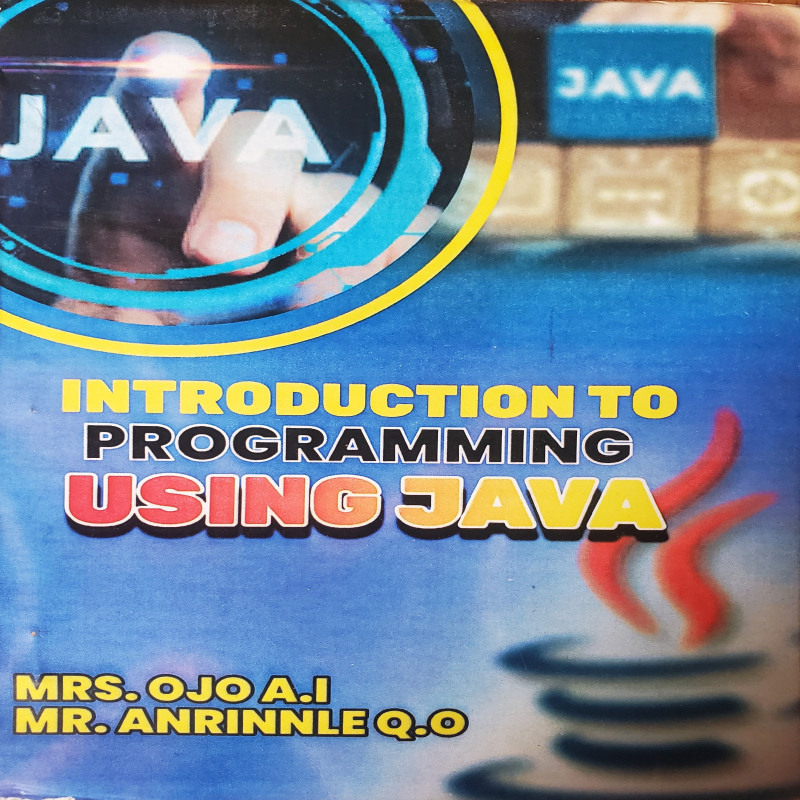 JAVA
JAVA
INTRODUCTION TO
PROGRAMMING
USING JAVA
MRS. OJO A.I
MR. ANRINNLE Q.O